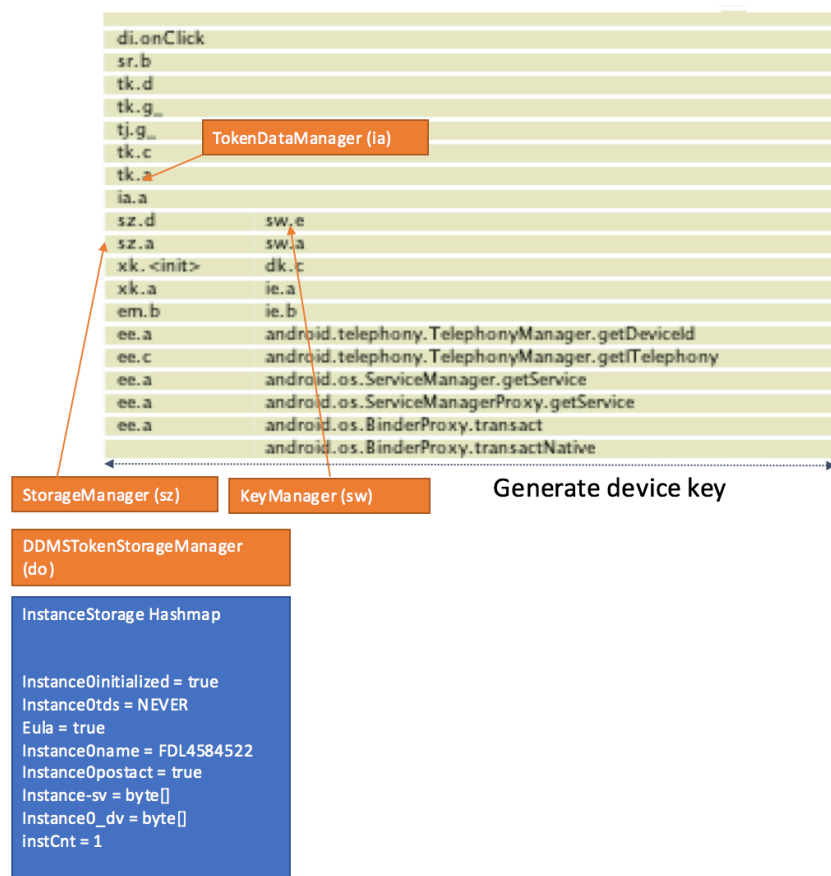 di.onClick
sr.b
tk.d
tk.g_
tj.g_
TokenDataManager (ia)
tk.c
tk.a
ia.a
sz.d sw.e
sz.a sw.a
xk.<init> dk.c
xk.a ie.a
em.b ie.b
ee.a android.telephony.TelephonyManager.getDeviceId
ee.c android.telephony.TelephonyManager.getITelephony
ee.a android.os.ServiceManager.getService
ee.a android.os.ServiceManagerProxy.getService
ee.a android.os.BinderProxy.transact
android.os.BinderProxy.transactNative
StorageManager (sz) KeyManager (sw) Generate device key
DDMSTokenStorageManager
(do)
InstanceStorage Hashmap
Instance0initialized = true
Instance0tds = NEVER
Eula = true
Instance0name = FDL4584522
Instance0postact = true
Instance-sv = byte[]
Instance0_dv = byte[]
instCnt = 1